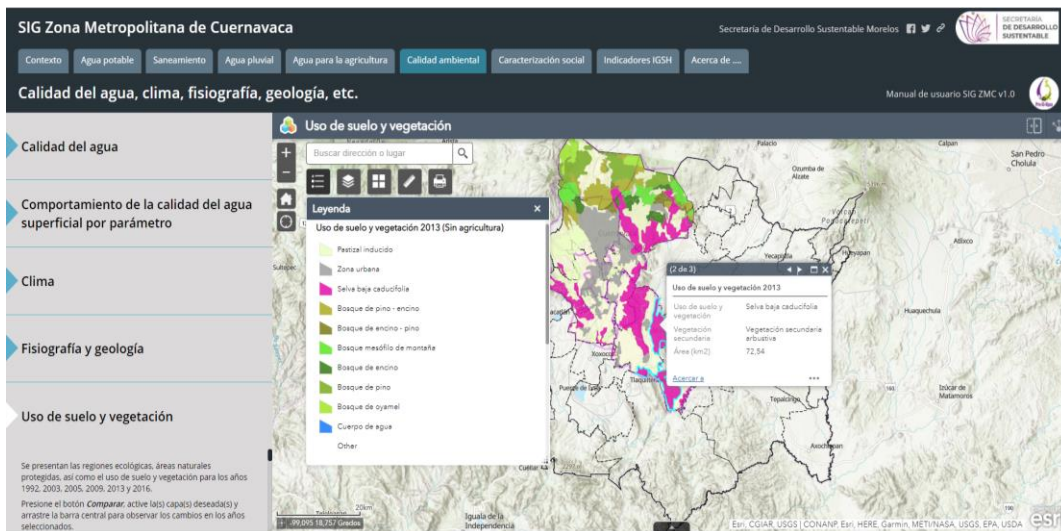 SIG Zona Metropolitana de Cuernavaca
Secretaría de Desarrollo Sustentable Morelos
SECRETARÍA
DE DESARROLLO
SUSTENTABLE
Contexto
Agua potable
Saneamiento
Agua pluvial
Agua para la agricultura
Calidad ambiental
Caracterización social
Indicadores IGSH
Acerca de ....
Calidad del agua, clima, fisiografía, geología, etc.
Manual de usuario SIG ZMC v1.0
Calidad del agua
Comportamiento de la calidad del agua
superficial por parámetro
Clima
Fisiografía y geología
Uso de suelo y vegetación
Se presentan las regiones ecológicas, áreas naturales
protegidas, así como el uso de suelo y vegetación para los años
1992, 2003, 2005, 2009, 2013 y 2016.
Presione el botón Comparar, active la(s) capa(s) deseada(s) y
arrastre la barra central para observar los cambios en los años
seleccionados.
Uso de suelo y vegetación
+
Buscar dirección o lugar
−
Leyenda
Uso de suelo y vegetación 2013 (Sin agricultura)
Pastizal inducido
Zona urbana
Selva baja caducifolia
Bosque de pino - encino
Bosque de encino - pino
Bosque mesófilo de montaña
Bosque de encino
Bosque de pino
Bosque de oyamel
Cuerpo de agua
Other
(2 de 3)
Uso de suelo y vegetación 2013
Uso de suelo y
vegetación
Selva baja caducifolia
Vegetación
secundaria
Vegetación secundaria
arbustiva
Área (km2)
72,54
Acercar a
Palacio
Calpan
San Pedro
Cholula
Ozumba de
Alzate
Atlixco
Yecapixtla
Hueyapan
Huaquechula
Izúcar de
Matamoros
Tepalcingo
Axochiapan
Iguala de la
Independencia
20km
-99,095 18,757 Grados
Esri, CGIAR, USGS | CONANP, Esri, HERE, Garmin, METI/NASA, USGS, EPA, USDA
esri